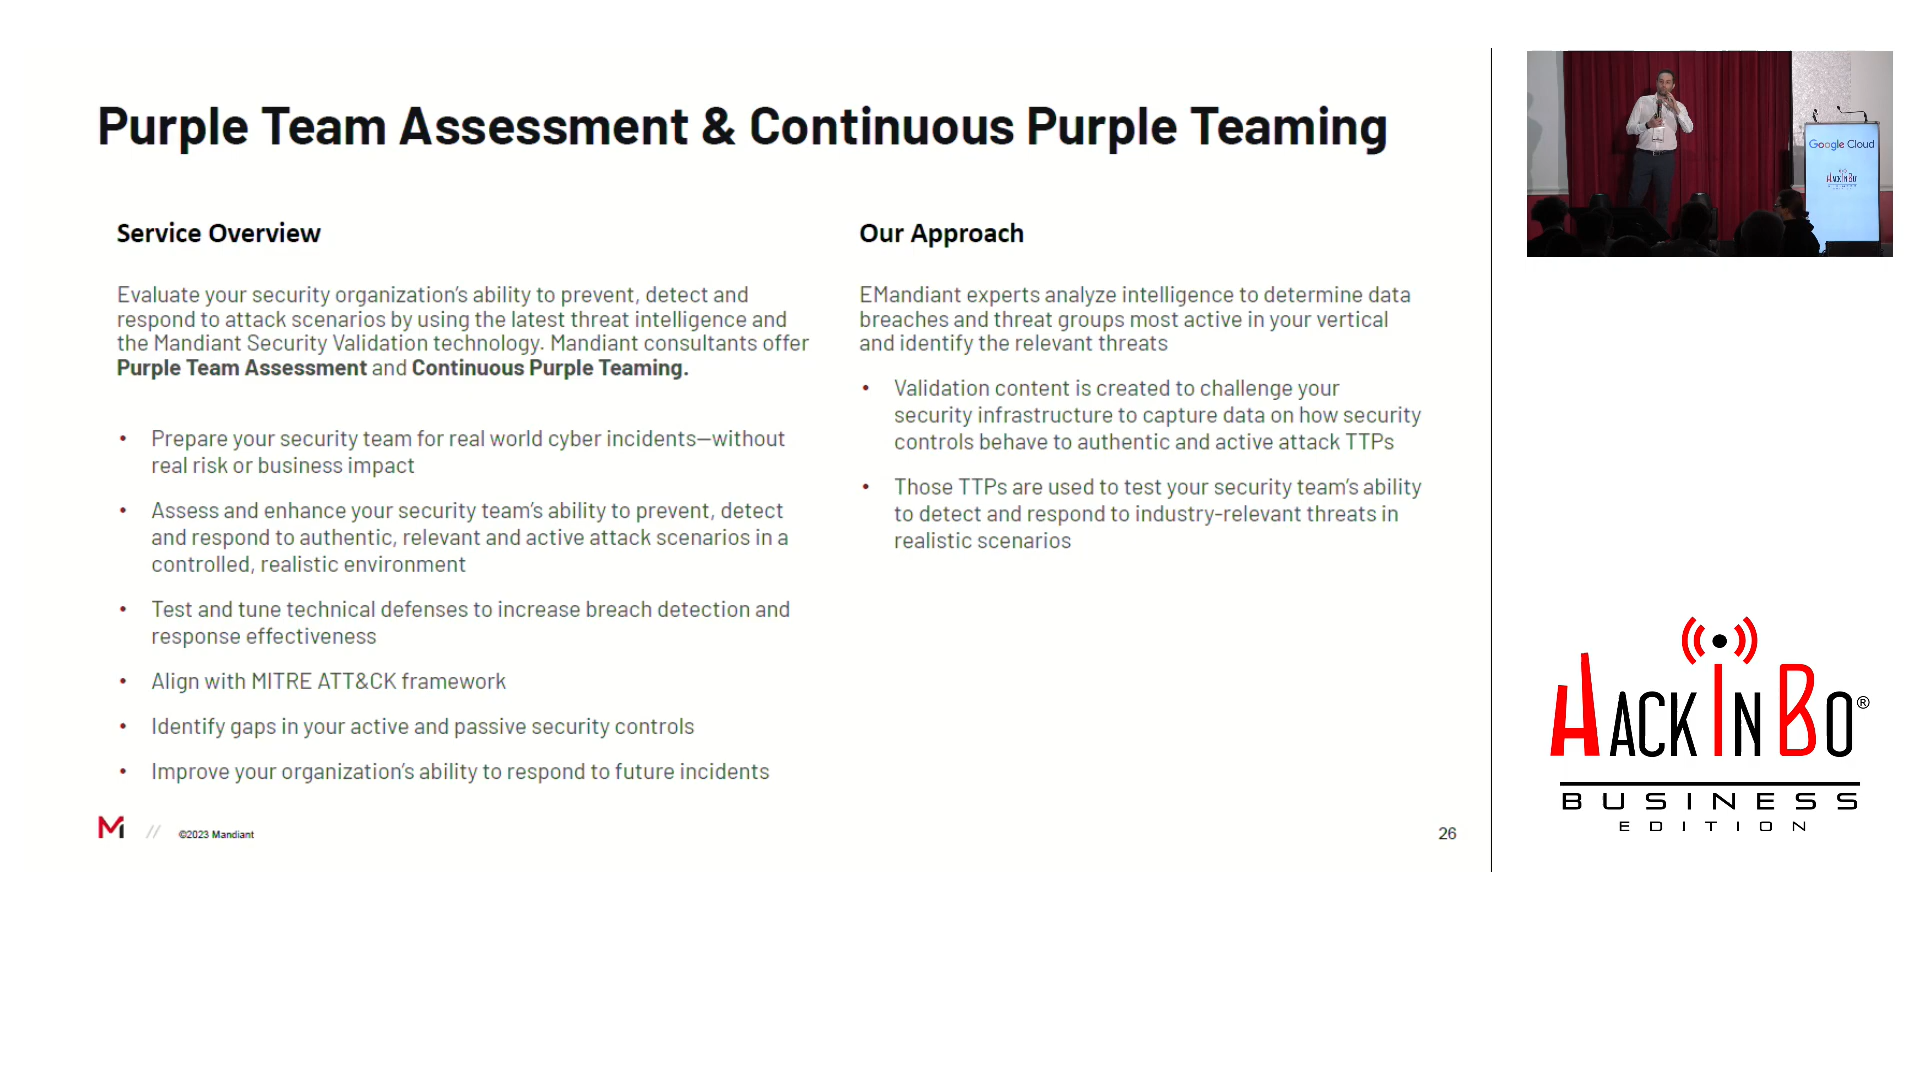 Purple Team Assessment & Continuous Purple Teaming
Service Overview
Evaluate your security organization's ability to prevent, detect and
respond to attack scenarios by using the latest threat intelligence and
the Mandiant Security Validation technology. Mandiant consultants offer
Purple Team Assessment and Continuous Purple Teaming.
• Prepare your security team for real world cyber incidents—without
real risk or business impact
• Assess and enhance your security team's ability to prevent, detect
and respond to authentic, relevant and active attack scenarios in a
controlled, realistic environment
• Test and tune technical defenses to increase breach detection and
response effectiveness
• Align with MITRE ATT&CK framework
• Identify gaps in your active and passive security controls
• Improve your organization's ability to respond to future incidents
Our Approach
EMandiant experts analyze intelligence to determine data
breaches and threat groups most active in your vertical
and identify the relevant threats
• Validation content is created to challenge your
security infrastructure to capture data on how security
controls behave to authentic and active attack TTPs
• Those TTPs are used to test your security team's ability
to detect and respond to industry-relevant threats in
realistic scenarios
M // ©2023 Mandiant
26
Google Cloud
HACKINBO
HACKINBO®
BUSINESS
EDITION